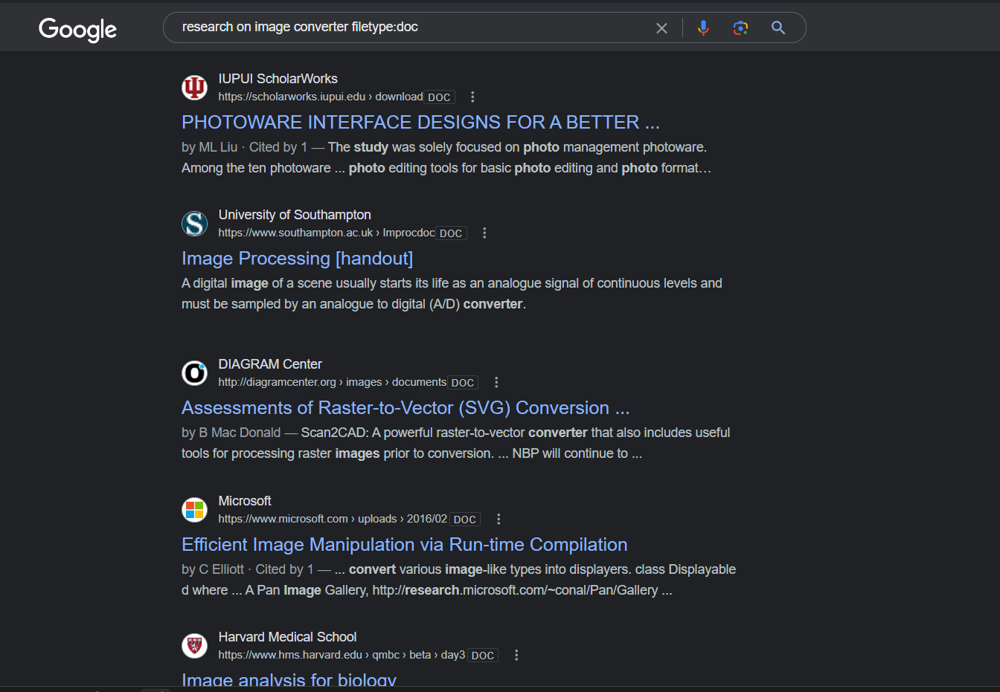 Google
research on image converter filetype:doc
IUPUI ScholarWorks
https://scholarworks.iupui.edu › download DOC
PHOTOWARE INTERFACE DESIGNS FOR A BETTER ...
by ML Liu · Cited by 1 — The study was solely focused on photo management photoware.
Among the ten photoware ... photo editing tools for basic photo editing and photo format…
S
University of Southampton
https://www.southampton.ac.uk › Improcdoc DOC
Image Processing [handout]
A digital image of a scene usually starts its life as an analogue signal of continuous levels and
must be sampled by an analogue to digital (A/D) converter.
DIAGRAM Center
http://diagramcenter.org › images › documents DOC
Assessments of Raster-to-Vector (SVG) Conversion ...
by B Mac Donald — Scan2CAD: A powerful raster-to-vector converter that also includes useful
tools for processing raster images prior to conversion. ... NBP will continue to ...
Microsoft
https://www.microsoft.com › uploads › 2016/02 DOC
Efficient Image Manipulation via Run-time Compilation
by C Elliott · Cited by 1 — ... convert various image-like types into displayers. class Displayable
d where ... A Pan Image Gallery, http://research.microsoft.com/~conal/Pan/Gallery ...
Harvard Medical School
https://www.hms.harvard.edu › qmbc › beta › day3 DOC
Image analysis for biology